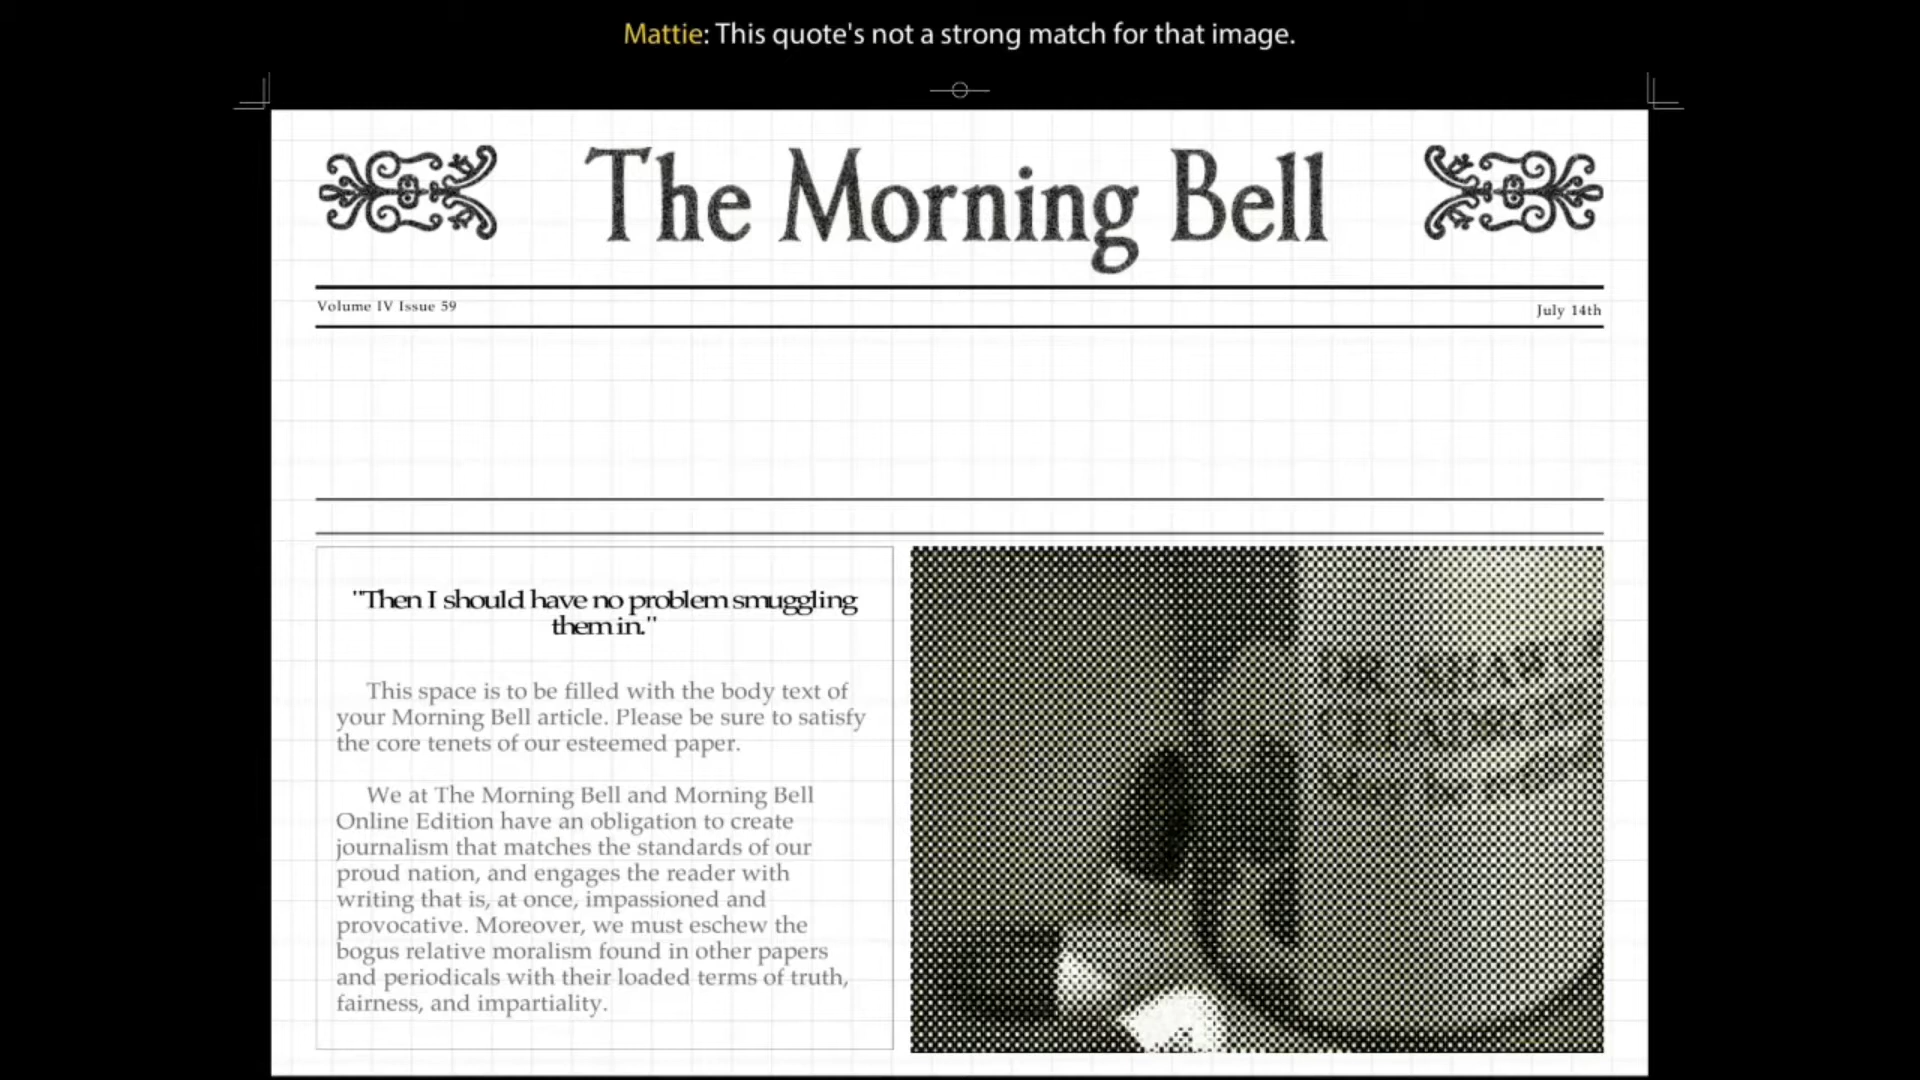 Mattie: This quote's not a strong match for that image.
The Morning Bell
Volume IV Issue 59
July 14th
"Then I should have no problem smuggling
them in."
This space is to be filled with the body text of
your Morning Bell article. Please be sure to satisfy
the core tenets of our esteemed paper.
We at The Morning Bell and Morning Bell
Online Edition have an obligation to create
journalism that matches the standards of our
proud nation, and engages the reader with
writing that is, at once, impassioned and
provocative. Moreover, we must eschew the
bogus relative moralism found in other papers
and periodicals with their loaded terms of truth,
fairness, and impartiality.